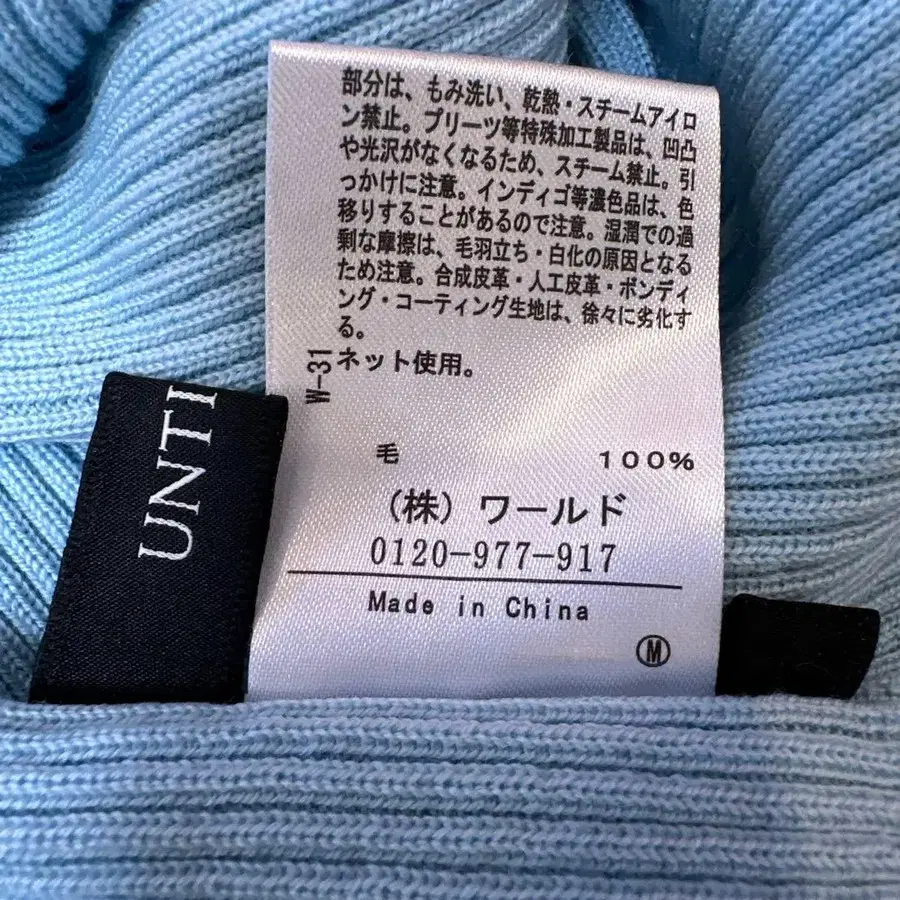 部分は、もみ洗い、乾熱・スチームアイロ
ン禁止。プリーツ等特殊加工製品は、凹凸
や光沢がなくなるため、スチーム禁止。引
っかけに注意。インディゴ等濃色品は、色
移りすることがあるので注意。湿潤での過
剰な摩擦は、毛羽立ち・白化の原因となる
ため注意。合成皮革・人工皮革・ボンディ
ング・コーティング生地は、徐々に劣化す
る。
ネット使用。
W-31
毛 100%
(株)ワールド
0120-977-917
Made in China
M
UNTI